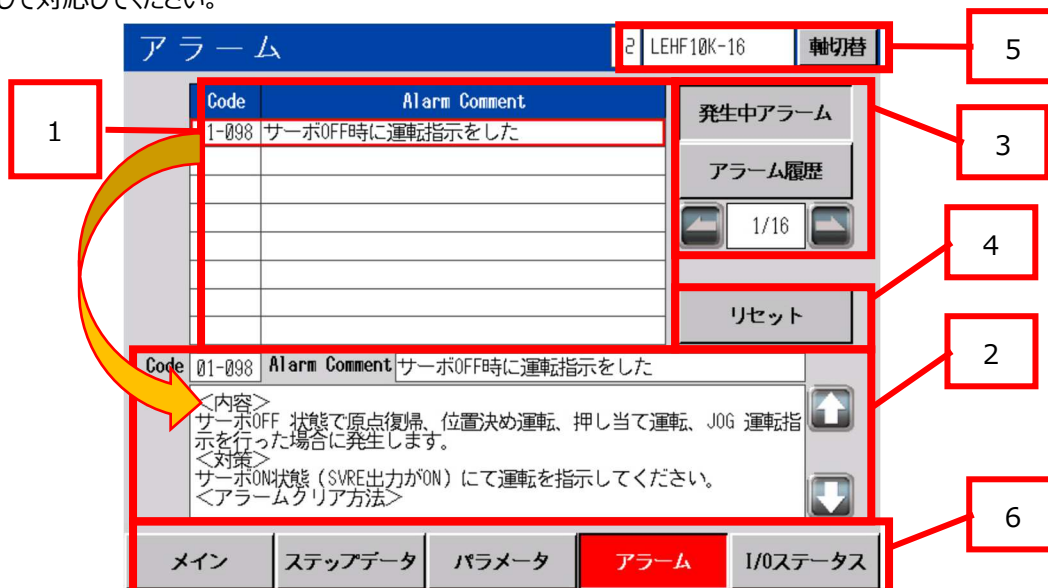 して対応してください。
アラーム
2 LEHF10K-16 軸切替
5
Code Alarm Comment
1-098 サーボOFF時に運転指示をした
1
発生中アラーム
アラーム履歴
1/16
3
4
リセット
2
Code 01-098 Alarm Comment サーボOFF時に運転指示をした
<内容>
サーボOFF 状態で原点復帰、位置決め運転、押し当て運転、JOG 運転指
示を行った場合に発生します。
<対策>
サーボON状態(SVRE出力がON)にて運転を指示してください。
<アラームクリア方法>
6
メイン ステップデータ パラメータ アラーム I/Oステータス